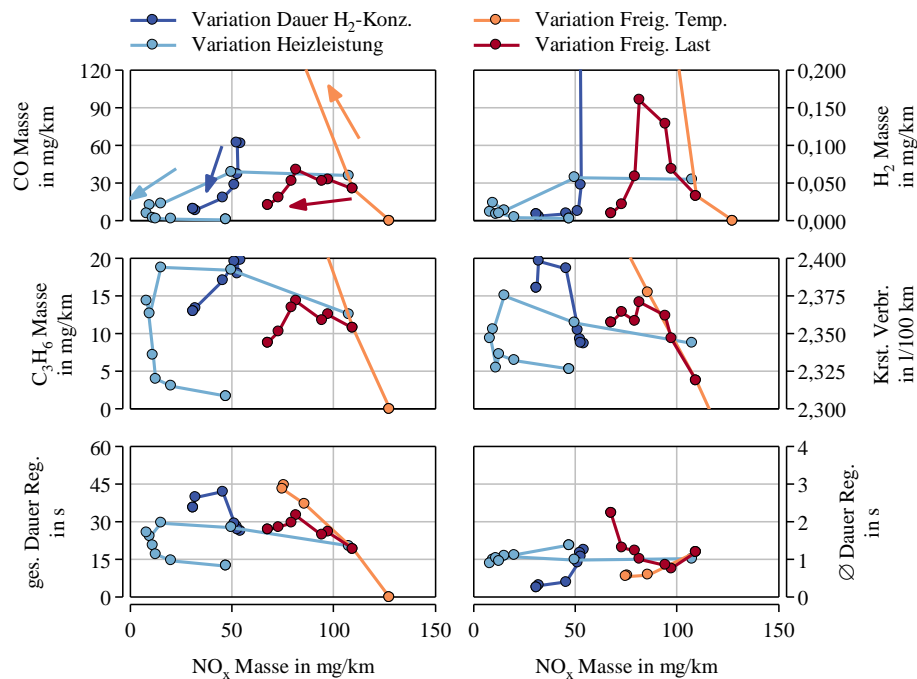 Variation Dauer H2-Konz.
Variation Freig. Temp.
Variation Heizleistung
Variation Freig. Last
CO Masse
in mg/km
120
90
60
30
0
0,200
0,150
0,100
0,050
0,000
H2 Masse
in mg/km
C3H6 Masse
in mg/km
20
15
10
5
0
2,400
2,375
2,350
2,325
2,300
Krst. Verbr.
in l/100 km
ges. Dauer Reg.
in s
60
45
30
15
0
4
3
2
1
0
Ø Dauer Reg.
in s
0 50 100 150
0 50 100 150
NOx Masse in mg/km
NOx Masse in mg/km